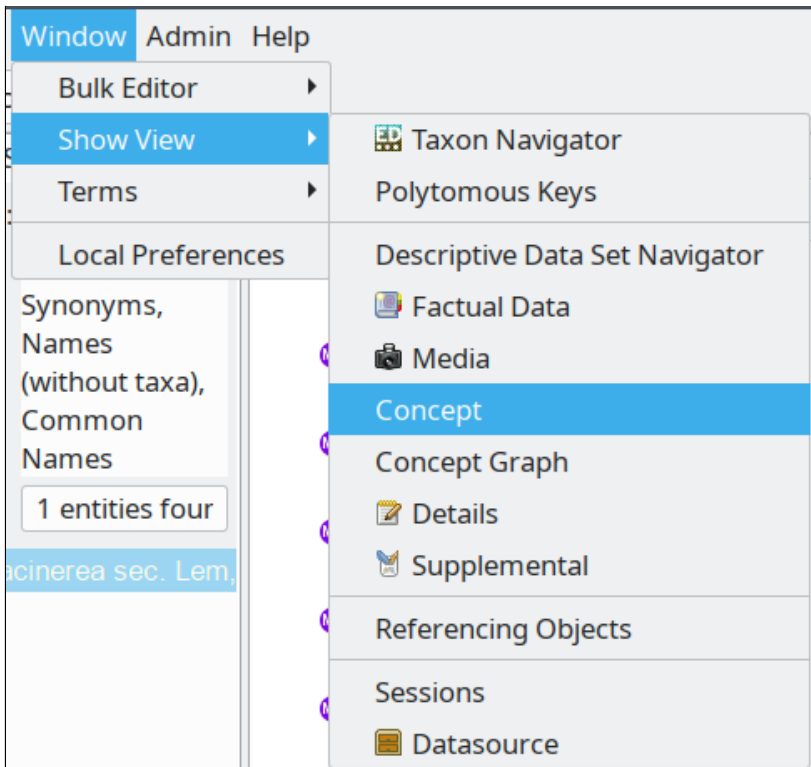 Window Admin Help
Bulk Editor
Show View
Taxon Navigator
Terms
Polytomous Keys
Local Preferences
Descriptive Data Set Navigator
Synonyms,
Factual Data
Names
Media
(without taxa),
Common
Concept
Names
Concept Graph
1 entities four
Details
acinerea sec. Lem,
Supplemental
Referencing Objects
Sessions
Datasource